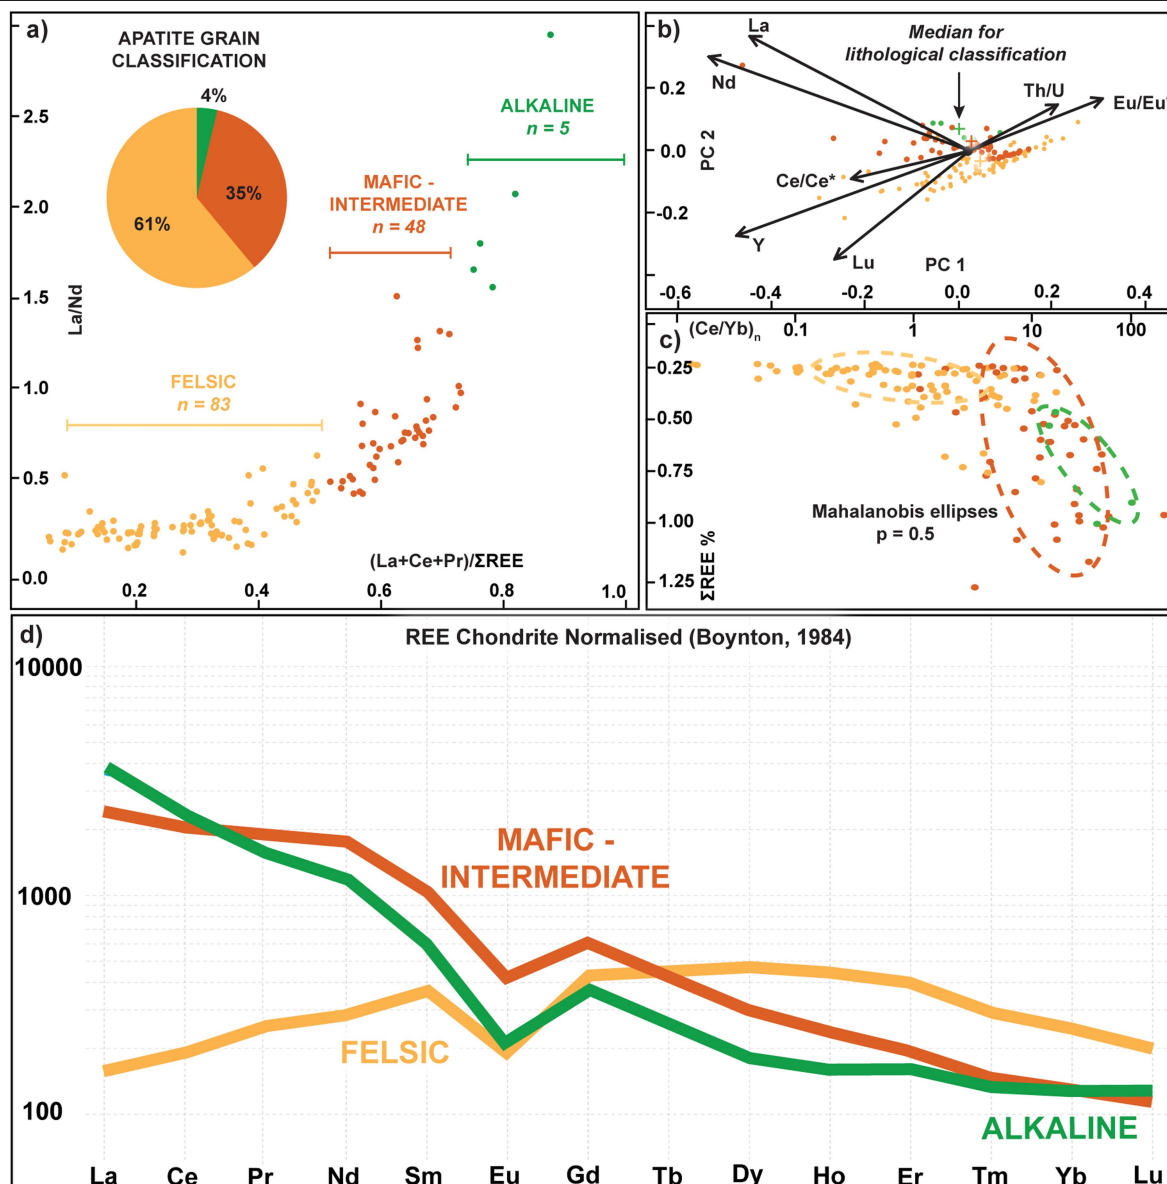 a)
APATITE GRAIN
CLASSIFICATION
4%
35%
61%
ALKALINE
n = 5
MAFIC -
INTERMEDIATE
n = 48
FELSIC
n = 83
La/Nd
2.5
2.0
1.5
1.0
0.5
0.0
(La+Ce+Pr)/ΣREE
0.2
0.4
0.6
0.8
1.0
b)
La
Nd
Median for
lithological classification
Th/U
Eu/Eu*
Ce/Ce*
Y
Lu
PC 2
0.2
0.0
-0.2
PC 1
-0.6
-0.4
-0.2
0.0
0.2
0.4
c)
(Ce/Yb)n
0.1
1
10
100
0.25
0.50
0.75
1.00
1.25
ΣREE %
Mahalanobis ellipses
p = 0.5
d)
REE Chondrite Normalised (Boynton, 1984)
10000
1000
100
MAFIC -
INTERMEDIATE
FELSIC
ALKALINE
La Ce Pr Nd Sm Eu Gd Tb Dy Ho Er Tm Yb Lu